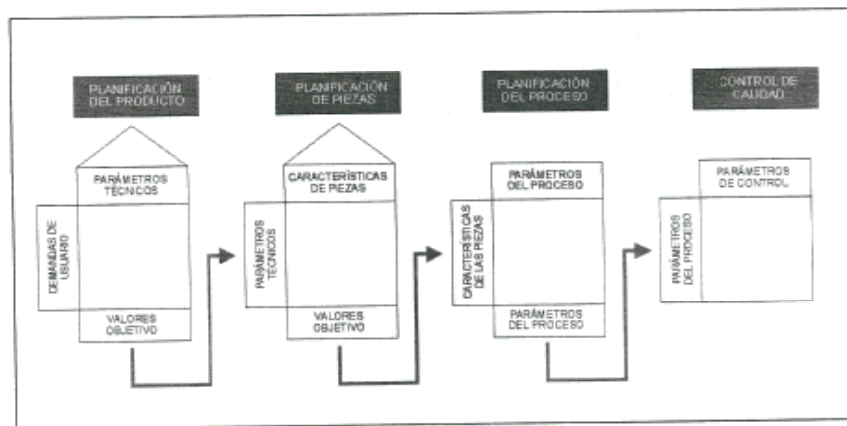 PLANIFICACIÓN
DEL PRODUCTO
PLANIFICACIÓN
DE PIEZAS
PLANIFICACIÓN
DEL PROCESO
CONTROL DE
CALIDAD
PARÁMETROS
TÉCNICOS
DEMANDAS DE
USUARIO
VALORES
OBJETIVO
CARACTERÍSTICAS
DE PIEZAS
PARÁMETROS
TÉCNICOS
VALORES
OBJETIVO
PARÁMETROS
DEL PROCESO
CARACTERÍSTICAS
DE LAS PIEZAS
PARÁMETROS
DEL PROCESO
PARÁMETROS
DE CONTROL
PARÁMETROS
DEL PROCESO